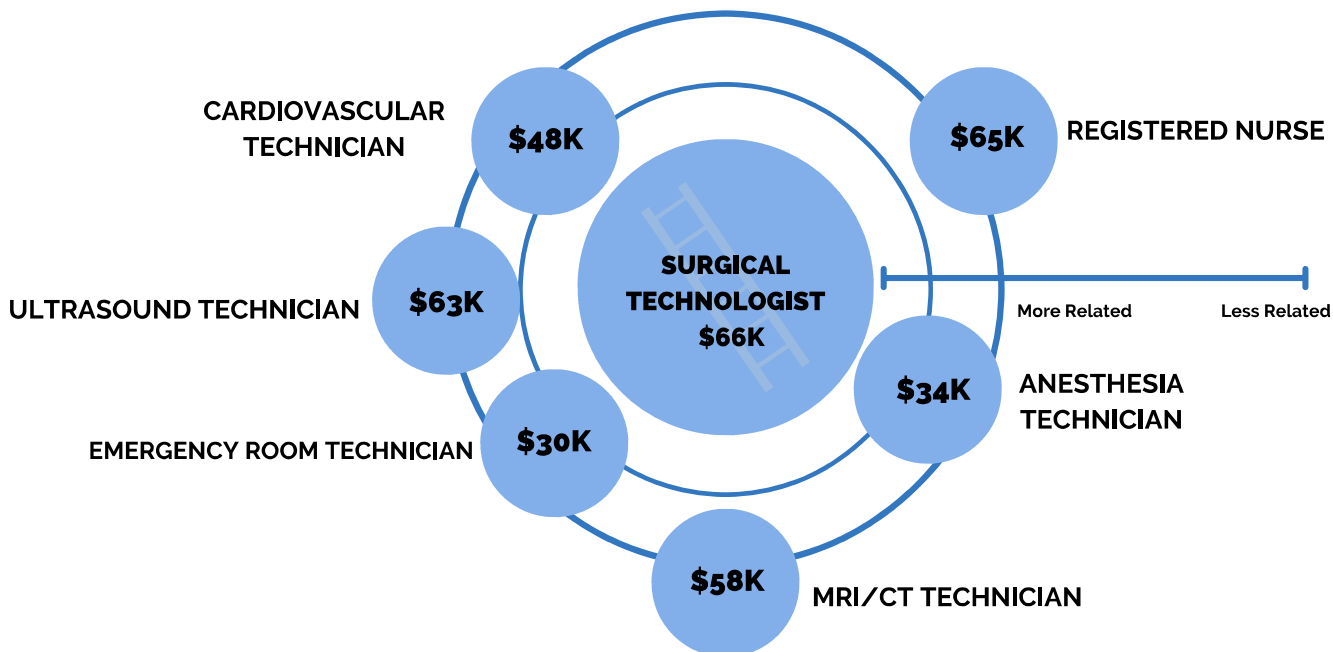 CARDIOVASCULAR
TECHNICIAN
$48K
$65K
REGISTERED NURSE
SURGICAL
TECHNOLOGIST
$66K
ULTRASOUND TECHNICIAN
$63K
More Related
Less Related
$34K
ANESTHESIA
TECHNICIAN
EMERGENCY ROOM TECHNICIAN
$30K
$58K
MRI/CT TECHNICIAN